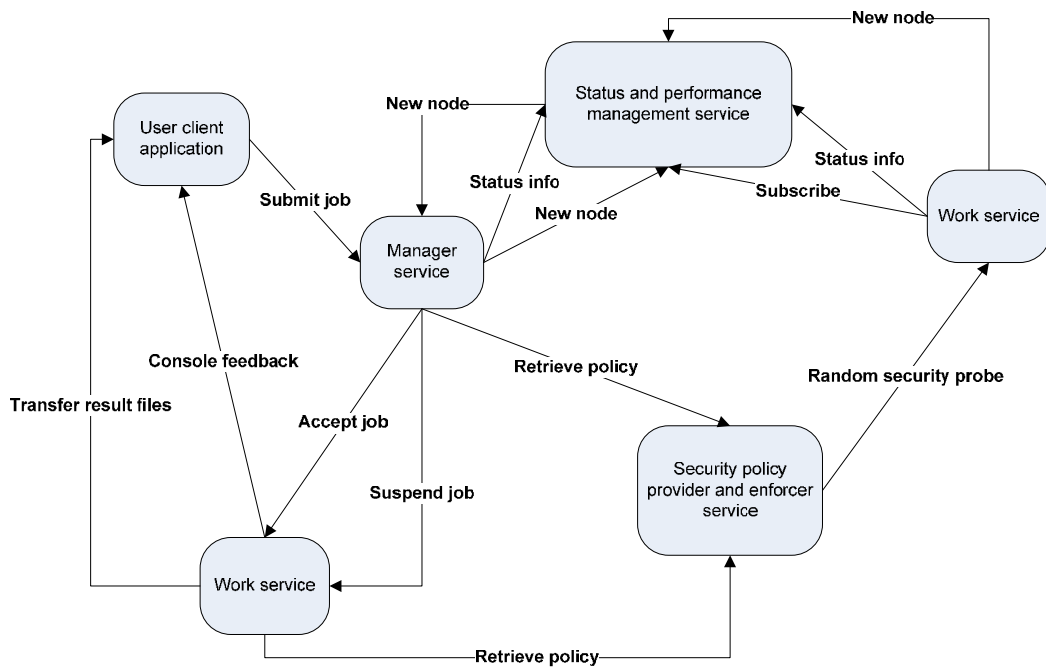 New node
Status and performance
management service
New node
User client
application
Status info
Submit job
Status info
Subscribe
New node
Work service
Manager
service
Console feedback
Retrieve policy
Random security probe
Transfer result files
Accept job
Suspend job
Security policy
provider and enforcer
service
Work service
Retrieve policy